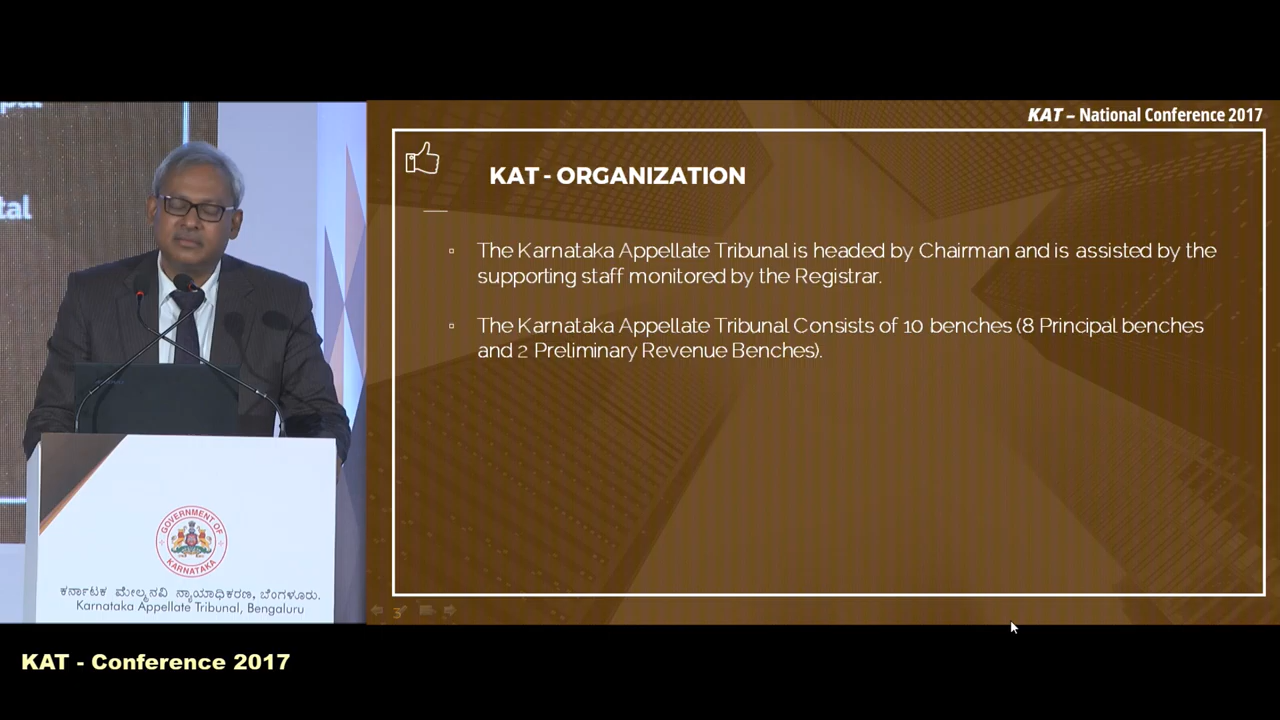 KAT – National Conference 2017
KAT - ORGANIZATION
The Karnataka Appellate Tribunal is headed by Chairman and is assisted by the
supporting staff monitored by the Registrar.
The Karnataka Appellate Tribunal Consists of 10 benches (8 Principal benches
and 2 Preliminary Revenue Benches).
3
tal
GOVERNMENT OF
KARNATAKA
ಕರ್ನಾಟಕ ಮೇಲ್ಮನವಿ ನ್ಯಾಯಾಧಿಕರಣ, ಬೆಂಗಳೂರು.
Karnataka Appellate Tribunal, Bengaluru
KAT - Conference 2017